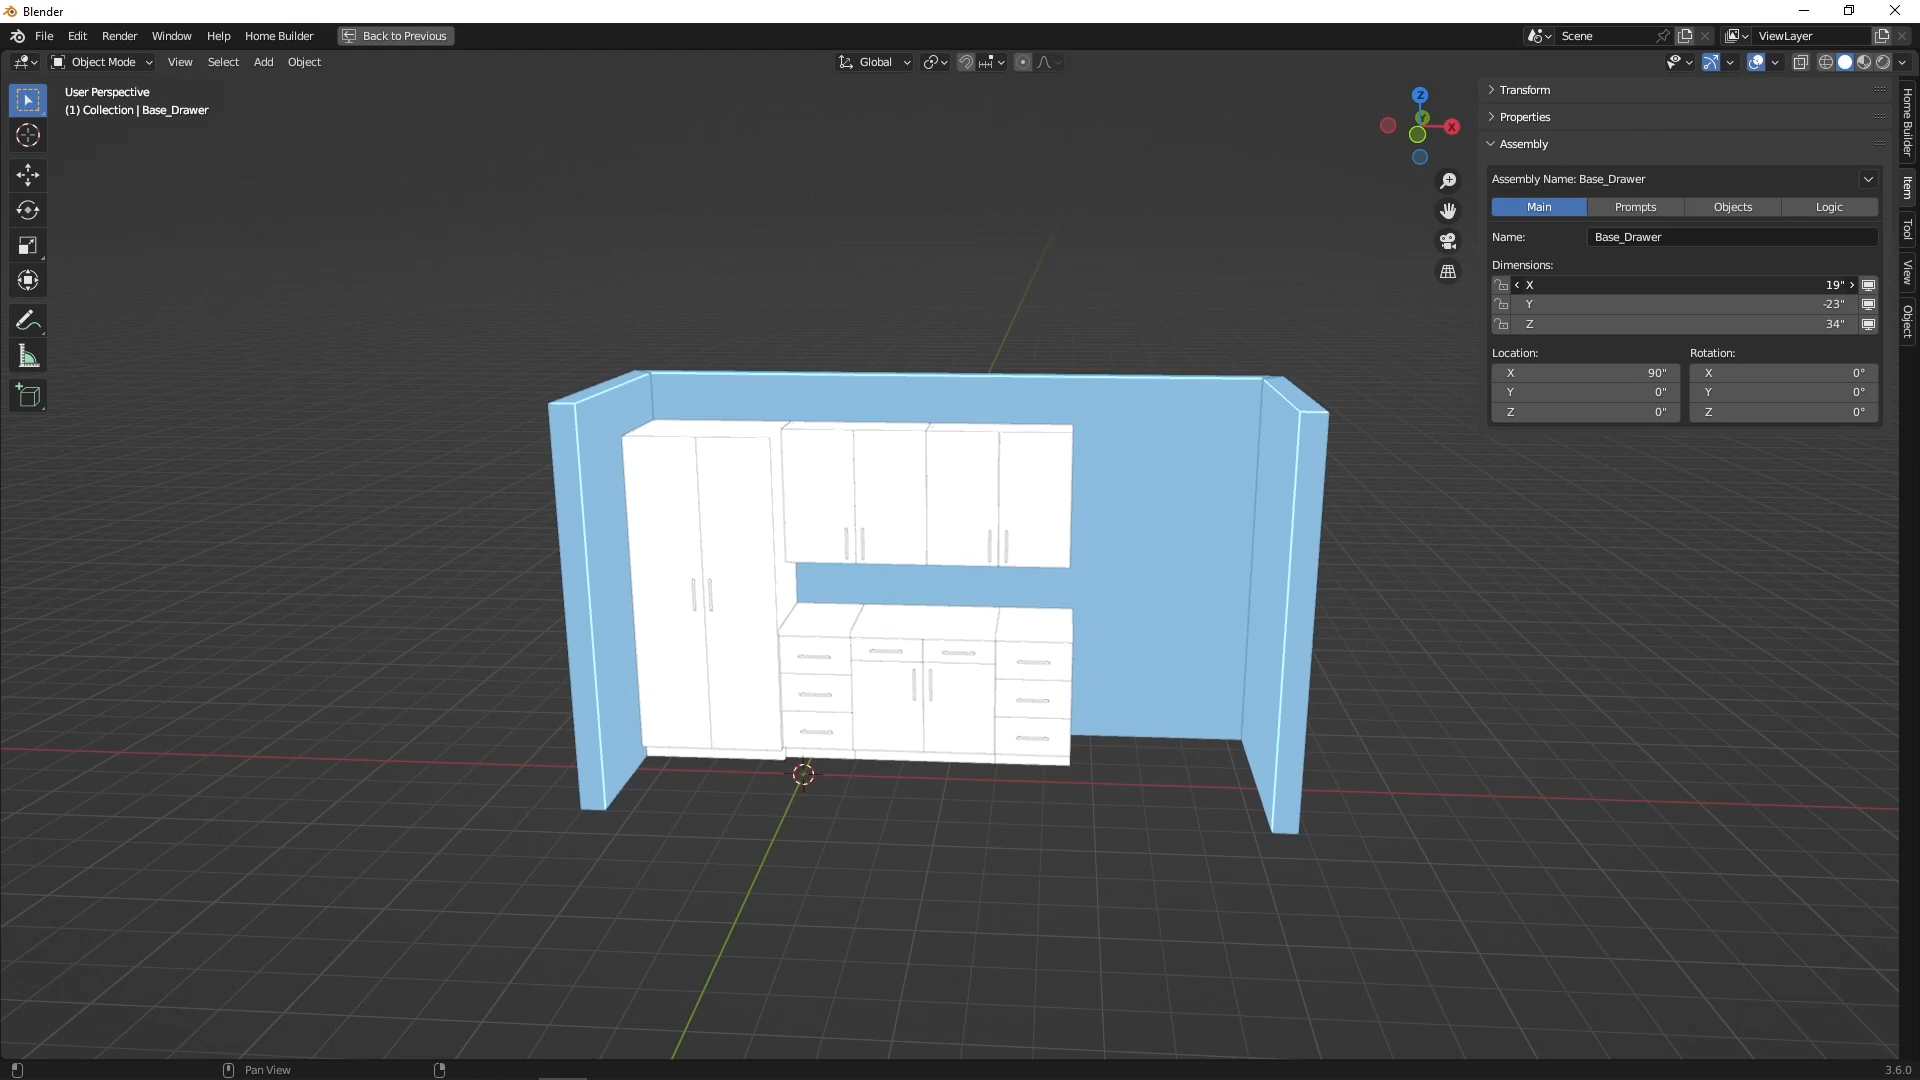 Blender
File Edit Render Window Help Home Builder Back to Previous Scene ViewLayer
Object Mode View Select Add Object Global
User Perspective
(1) Collection | Base_Drawer
Z
Y
X
Transform
Properties
Assembly
Assembly Name: Base_Drawer
Main Prompts Objects Logic
Name: Base_Drawer
Dimensions:
X 19"
Y -23"
Z 34"
Location: Rotation:
X 90" X 0°
Y 0" Y 0°
Z 0" Z 0°
Home Builder
Item
Tool
View
Object
Pan View
3.6.0